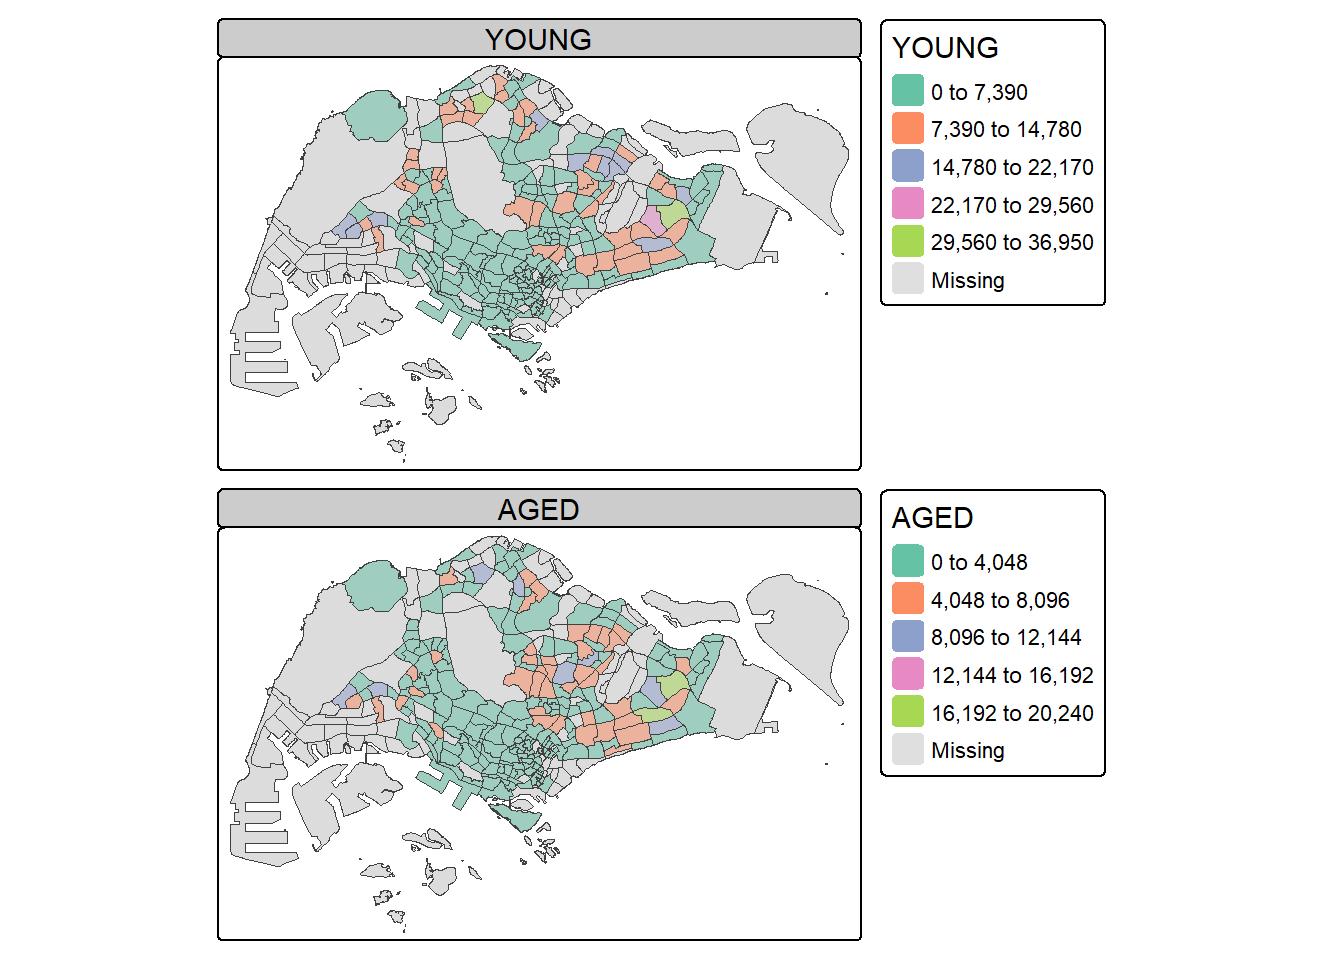 YOUNG
YOUNG
0 to 7,390
7,390 to 14,780
14,780 to 22,170
22,170 to 29,560
29,560 to 36,950
Missing
AGED
AGED
0 to 4,048
4,048 to 8,096
8,096 to 12,144
12,144 to 16,192
16,192 to 20,240
Missing